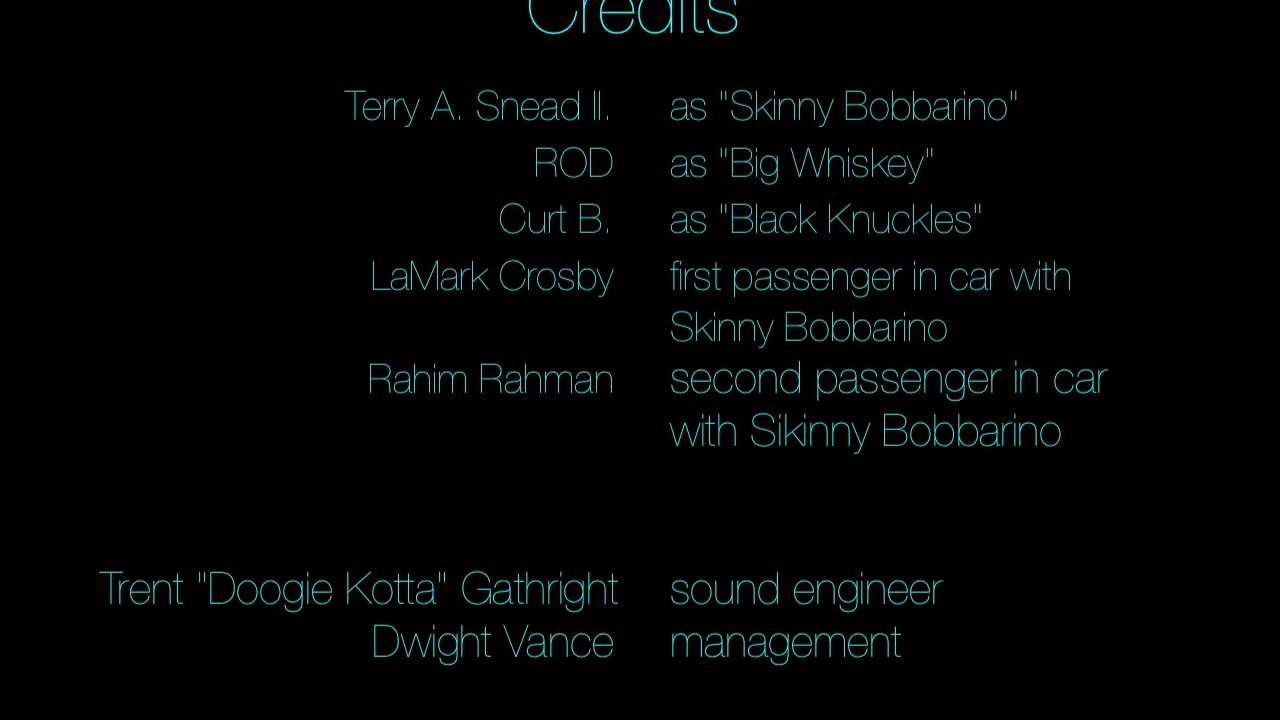 Credits
Terry A. Snead II. as "Skinny Bobbarino"
ROD as "Big Whiskey"
Curt B. as "Black Knuckles"
LaMark Crosby first passenger in car with
Skinny Bobbarino
Rahim Rahman second passenger in car
with Sikinny Bobbarino
Trent "Doogie Kotta" Gathright sound engineer
Dwight Vance management